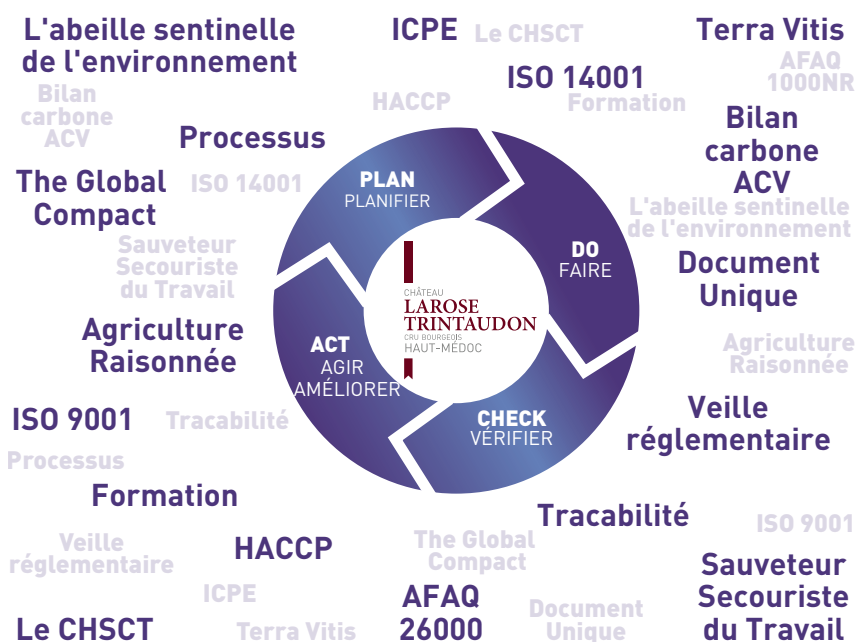 L'abeille sentinelle
de l'environnement
ICPE
Le CHSCT
Terra Vitis
AFAQ
1000NR
ISO 14001
Formation
Bilan
carbone
ACV
HACCP
Bilan
carbone
ACV
Processus
The Global
Compact
ISO 14001
PLAN
PLANIFIER
L'abeille sentinelle
de l'environnement
Sauveteur
Secouriste
du Travail
DO
FAIRE
Document
Unique
CHÂTEAU
LAROSE
TRINTAUDON
CRU BOURGEOIS
HAUT-MÉDOC
Agriculture
Raisonnée
ACT
AGIR
AMÉLIORER
Agriculture
Raisonnée
ISO 9001
Tracabilité
CHECK
VÉRIFIER
Veille
réglementaire
Processus
Formation
Tracabilité
ISO 9001
Veille
réglementaire
HACCP
The Global
Compact
Sauveteur
Secouriste
du Travail
ICPE
AFAQ
26000
Document
Unique
Le CHSCT
Terra Vitis